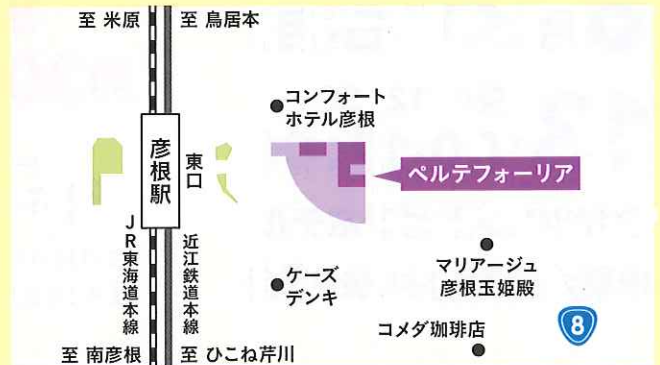 至 米原
至 鳥居本
コンフォート
ホテル彦根
彦根駅
東口
ペルテフォーリア
JR東海道本線
近江鉄道本線
ケーズ
デンキ
マリアージュ
彦根玉姫殿
コメダ珈琲店
8
至 南彦根
至 ひこね芹川